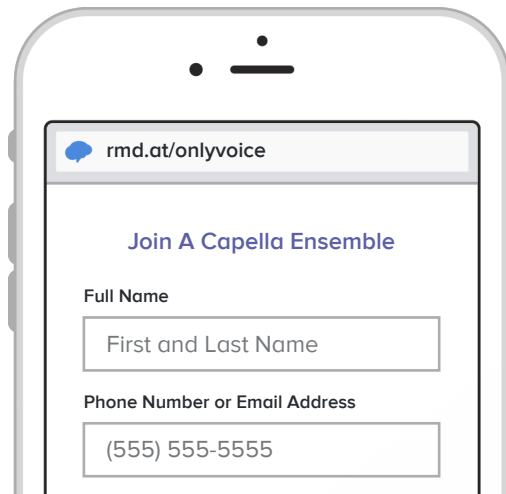 rmd.at/onlyvoice
Join A Capella Ensemble
Full Name
First and Last Name
Phone Number or Email Address
(555) 555-5555